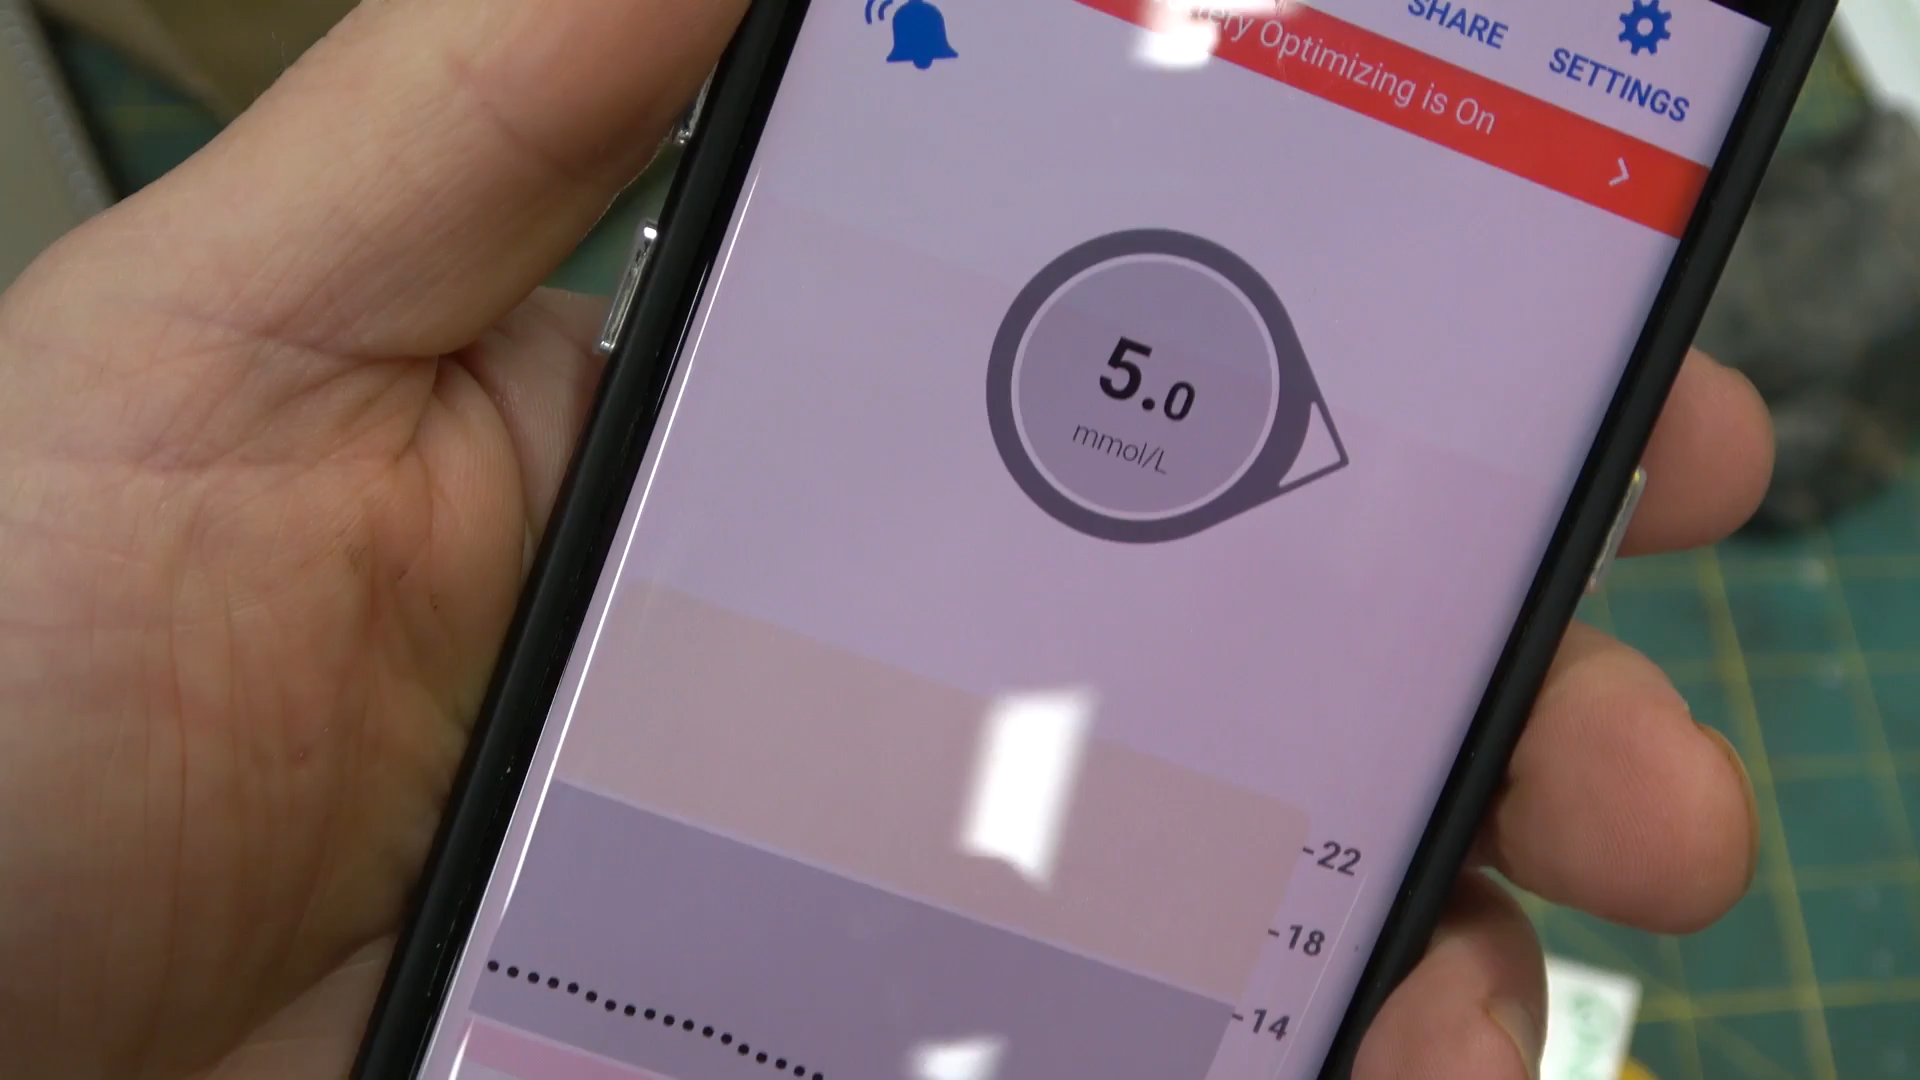 SHARE
SETTINGS
Optimizing is On
5.0
mmol/L
-22
-18
-14